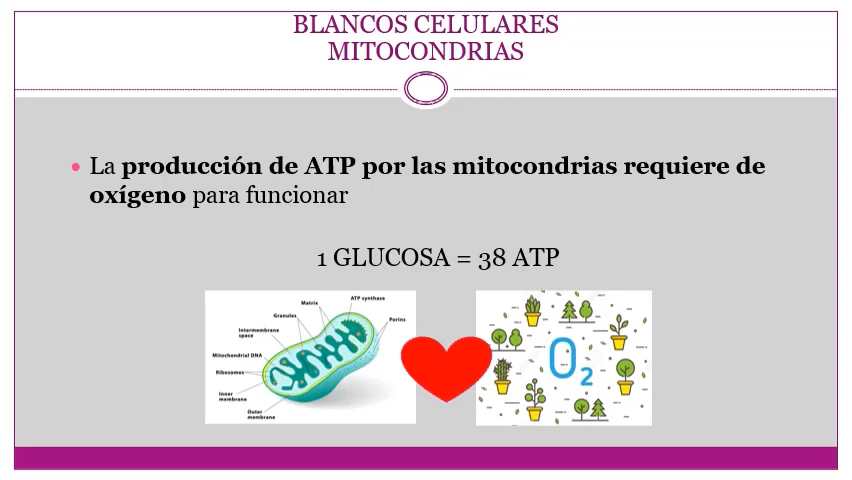 BLANCOS CELULARES
MITOCONDRIAS
• La producción de ATP por las mitocondrias requiere de
oxígeno para funcionar
1 GLUCOSA = 38 ATP
ATP synthase
Matrix
Granules
Porins
Intermembrane
space
Mitochondrial DNA
Ribosomes
Inner
membrane
Outer
membrane
O2